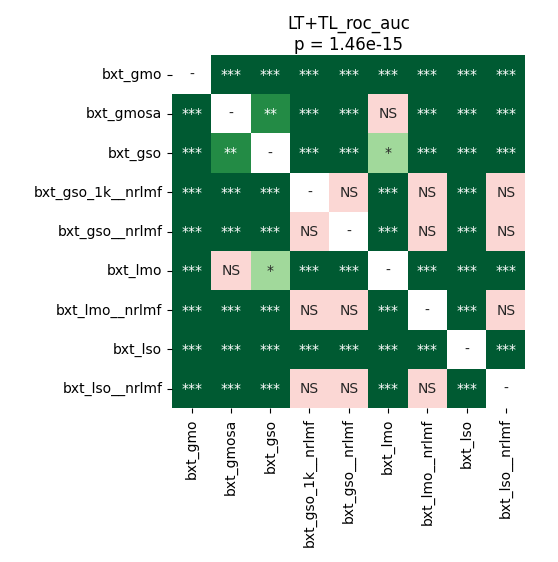 LT+TL_roc_auc
p = 1.46e-15
bxt_gmo - *** *** *** *** *** *** *** ***
bxt_gmosa *** - ** *** *** NS *** *** ***
bxt_gso *** ** - *** *** * *** *** ***
bxt_gso_1k__nrlmf *** *** *** - NS *** NS *** NS
bxt_gso__nrlmf *** *** *** NS - *** NS *** NS
bxt_lmo *** NS * *** *** - *** *** ***
bxt_lmo__nrlmf *** *** *** NS NS *** - *** NS
bxt_lso *** *** *** *** *** *** *** - ***
bxt_lso__nrlmf *** *** *** NS NS *** NS *** -
bxt_gmo
bxt_gmosa
bxt_gso
bxt_gso_1k__nrlmf
bxt_gso__nrlmf
bxt_lmo
bxt_lmo__nrlmf
bxt_lso
bxt_lso__nrlmf